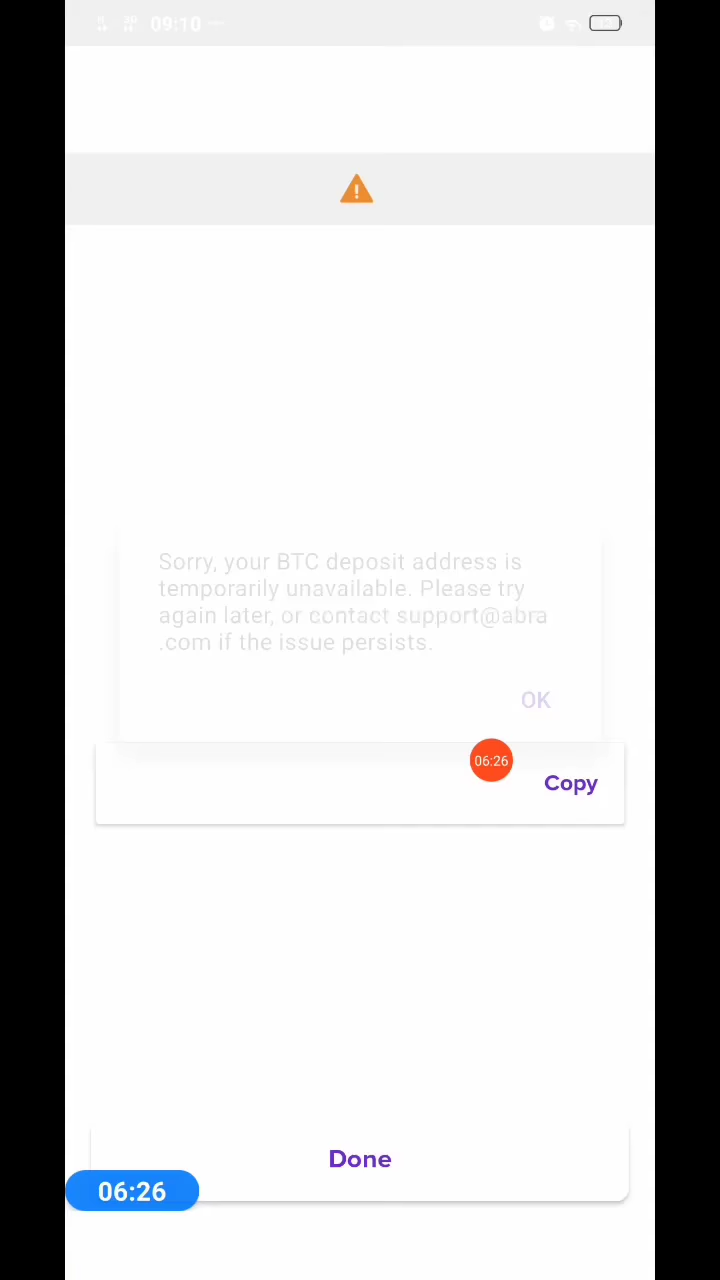 09:10
Sorry, your BTC deposit address is
temporarily unavailable. Please try
again later, or contact support@abra
.com if the issue persists.
OK
06:26
Copy
Done
06:26